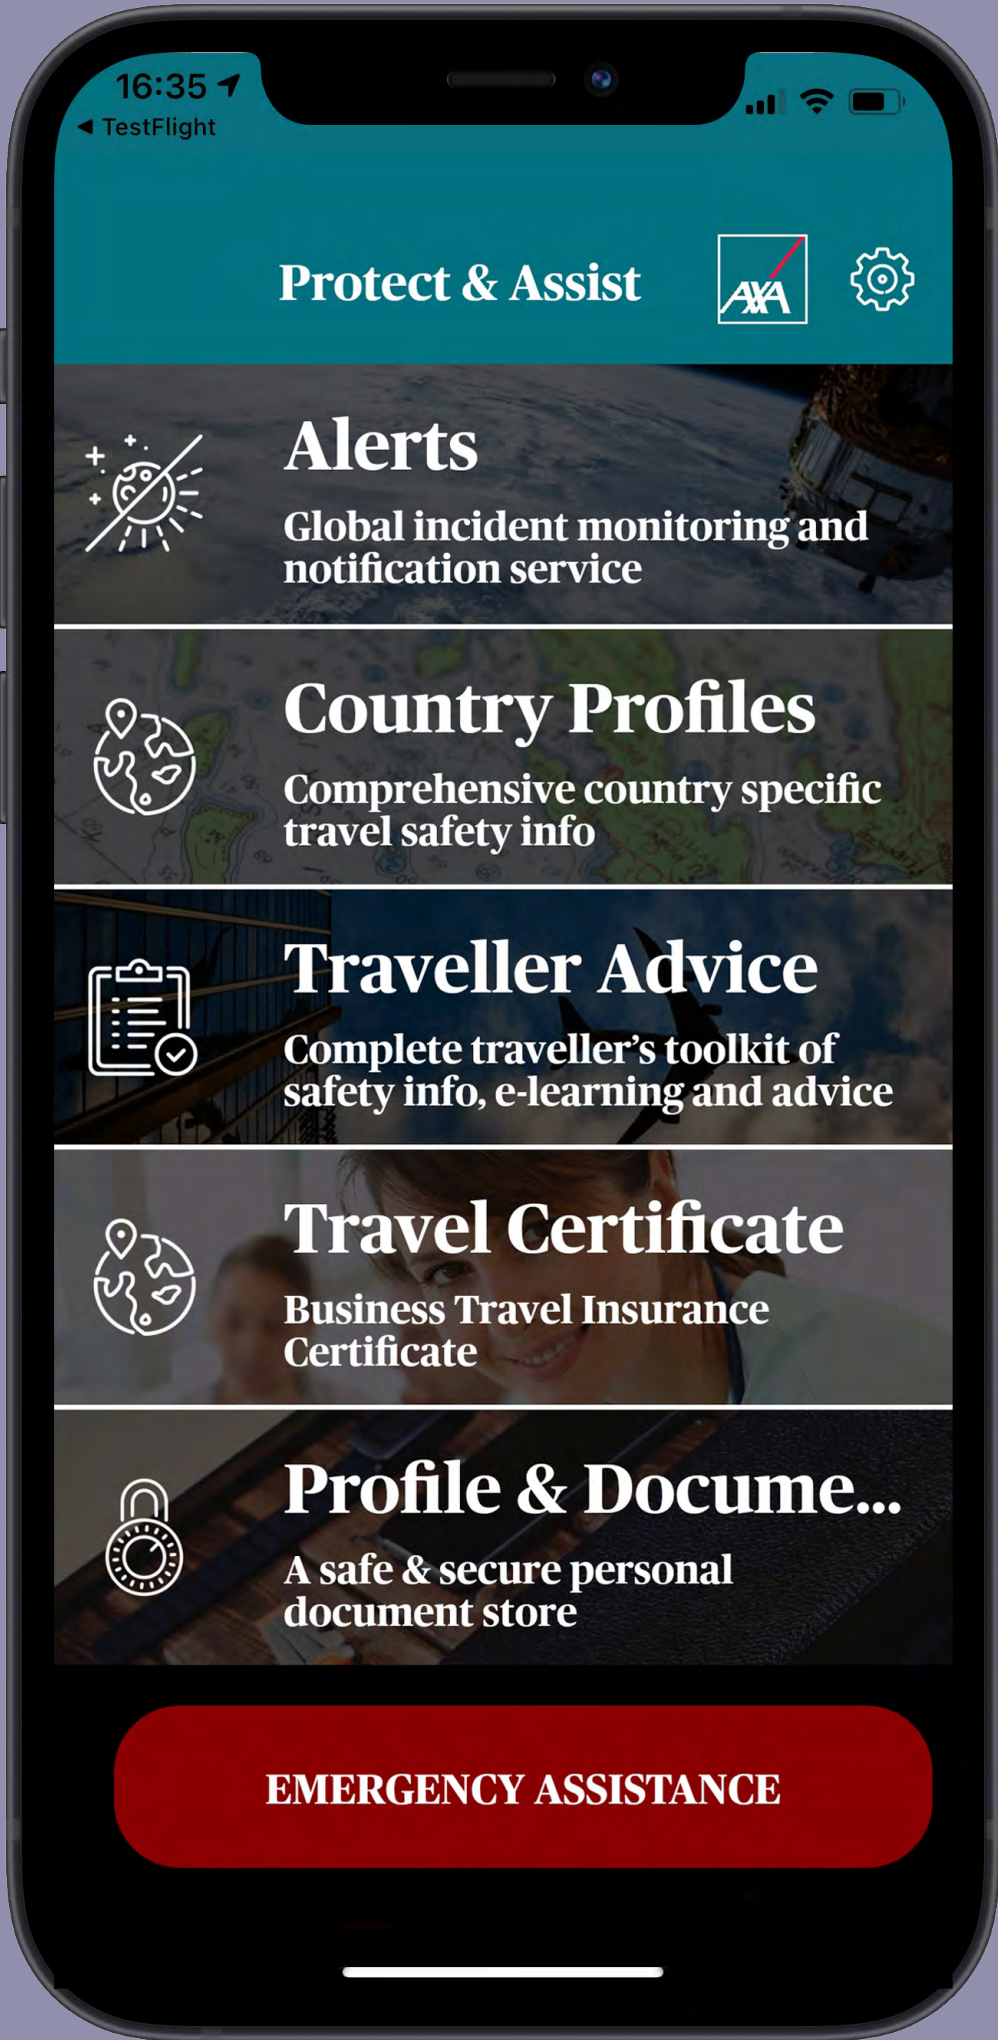 16:35
◀ TestFlight
Protect & Assist
AXA
Alerts
Global incident monitoring and
notification service
Country Profiles
Comprehensive country specific
travel safety info
Traveller Advice
Complete traveller’s toolkit of
safety info, e-learning and advice
Travel Certificate
Business Travel Insurance
Certificate
Profile & Docume...
A safe & secure personal
document store
EMERGENCY ASSISTANCE